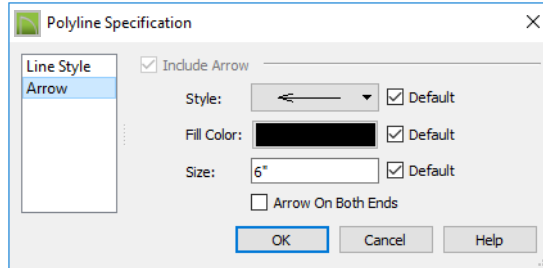 Polyline Specification
Line Style
Arrow
Include Arrow
Style: Default
Fill Color: Default
Size: 6" Default
Arrow On Both Ends
OK Cancel Help